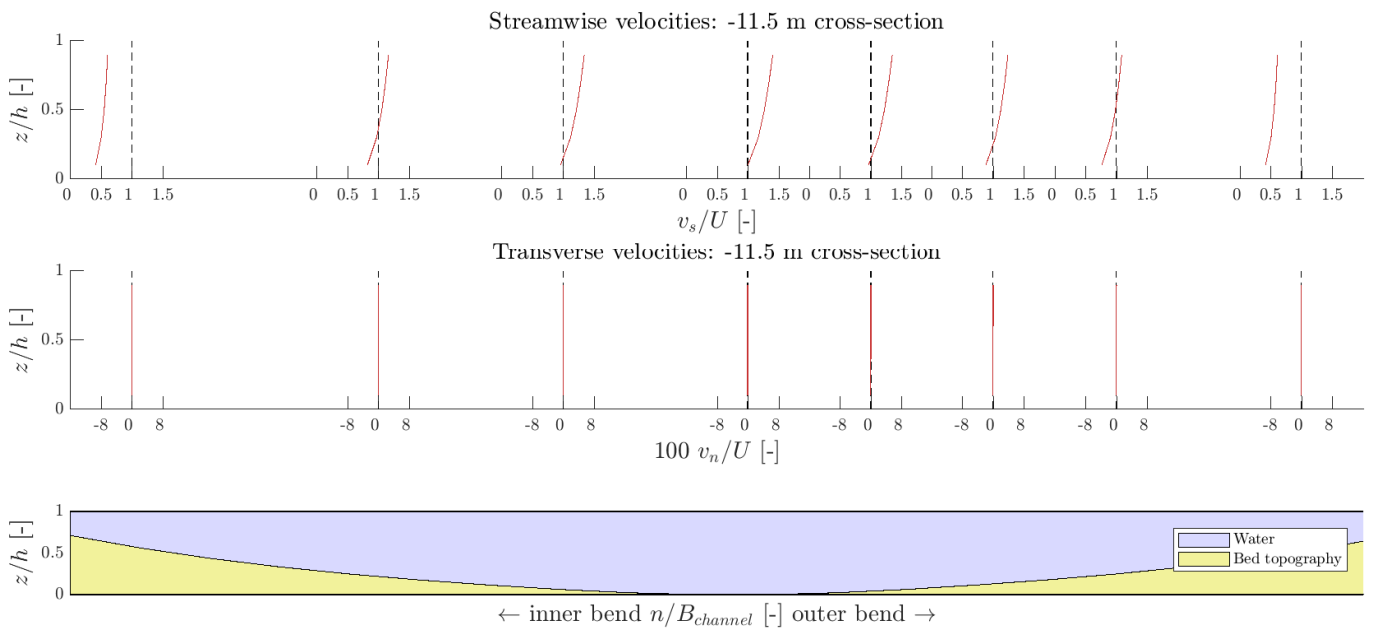 Streamwise velocities: -11.5 m cross-section
1
0.5
0
z/h [-]
0 0.5 1 1.5 0 0.5 1 1.5 0 0.5 1 1.5 0 0.5 1 1.5 0 0.5 1 1.5 0 0.5 1 1.5 0 0.5 1 1.5 0 0.5 1 1.5
v_s/U [-]
Transverse velocities: -11.5 m cross-section
1
0.5
0
z/h [-]
-8 0 8 -8 0 8 -8 0 8 -8 0 8 -8 0 8 -8 0 8 -8 0 8 -8 0 8
100 v_n/U [-]
1
0.5
0
z/h [-]
Water
Bed topography
← inner bend n/B_channel [-] outer bend →